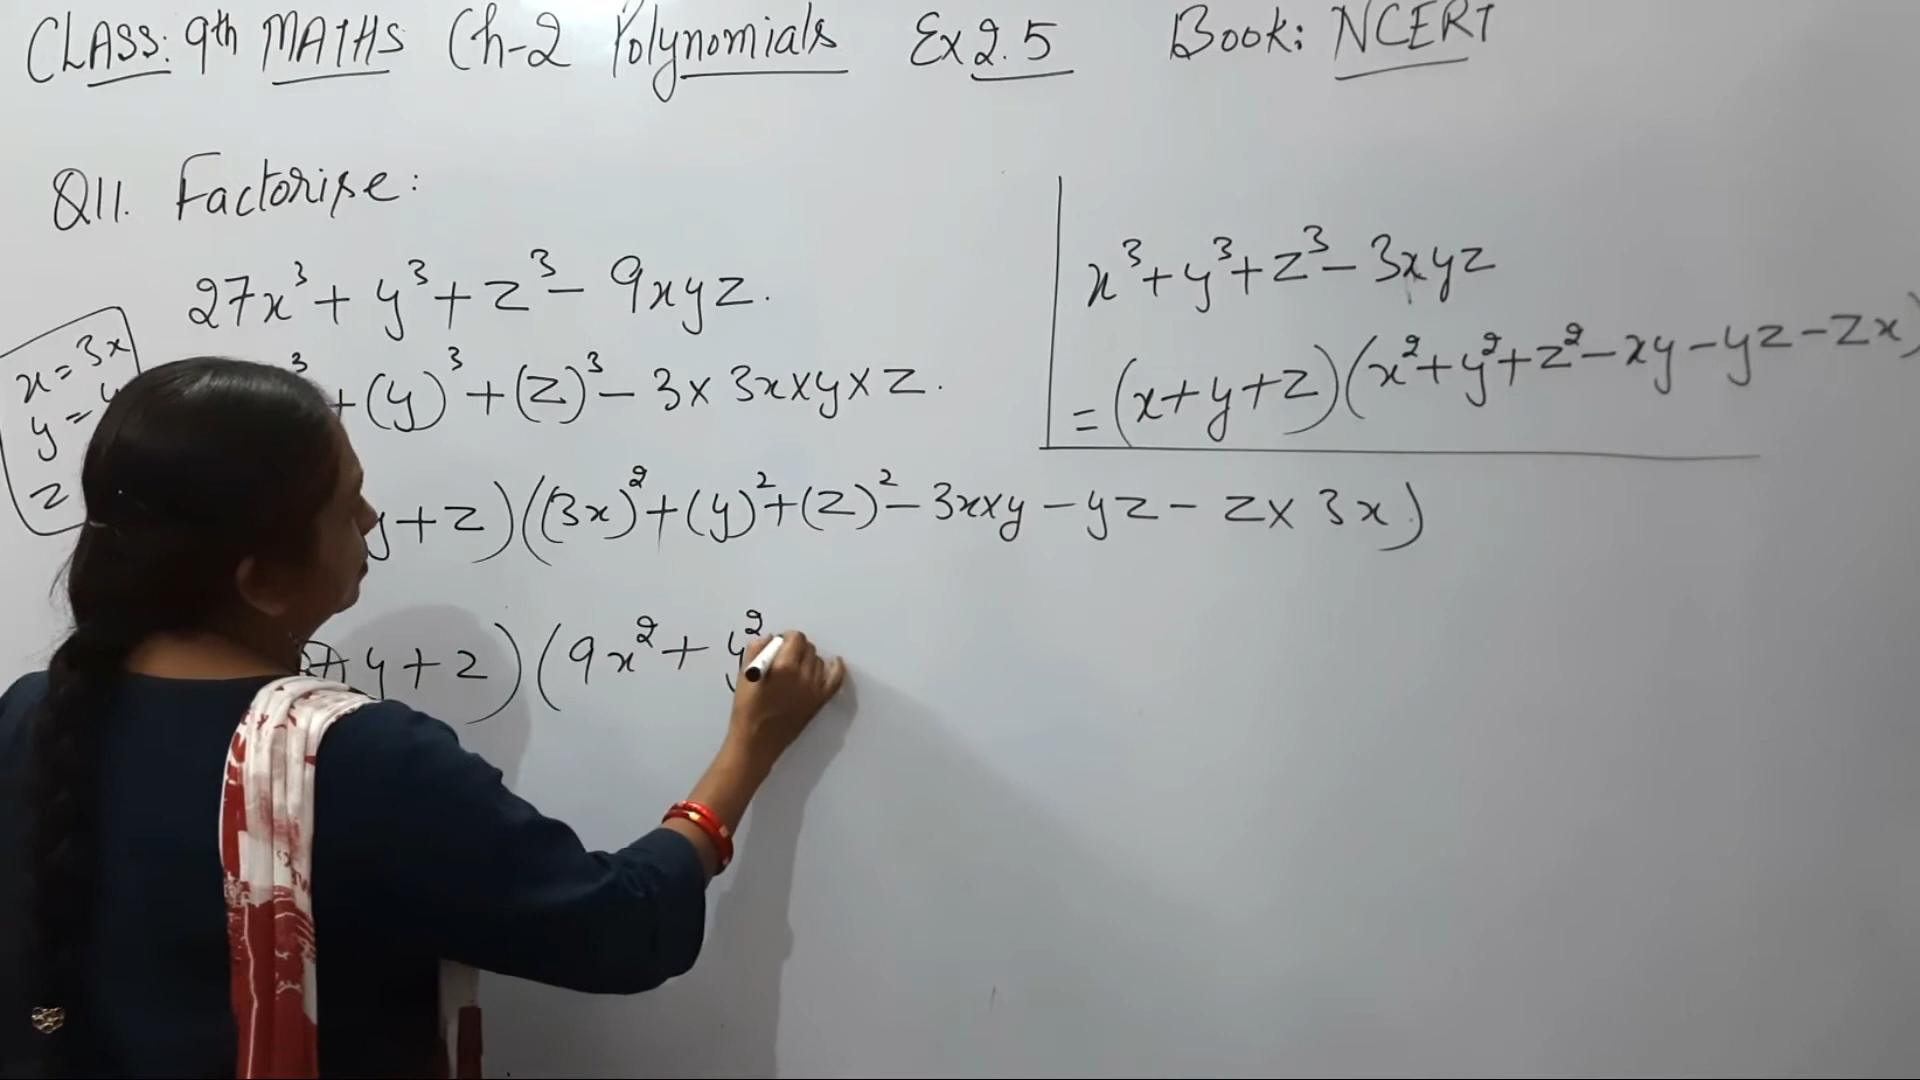 CLASS: 9th MATHS Ch-2 Polynomials Ex 2.5 Book: NCERT
Q11. Factorise:
27x³ + y³ + z³ - 9xyz.
³ + (y)³ + (z)³ - 3 × 3x × y × z.
y + z)((3x)² + (y)² + (z)² - 3x × y - yz - z × 3x)
+ y + z)(9x² + y²
x = 3x
y =
z
x³ + y³ + z³ - 3xyz
= (x + y + z)(x² + y² + z² - xy - yz - zx)